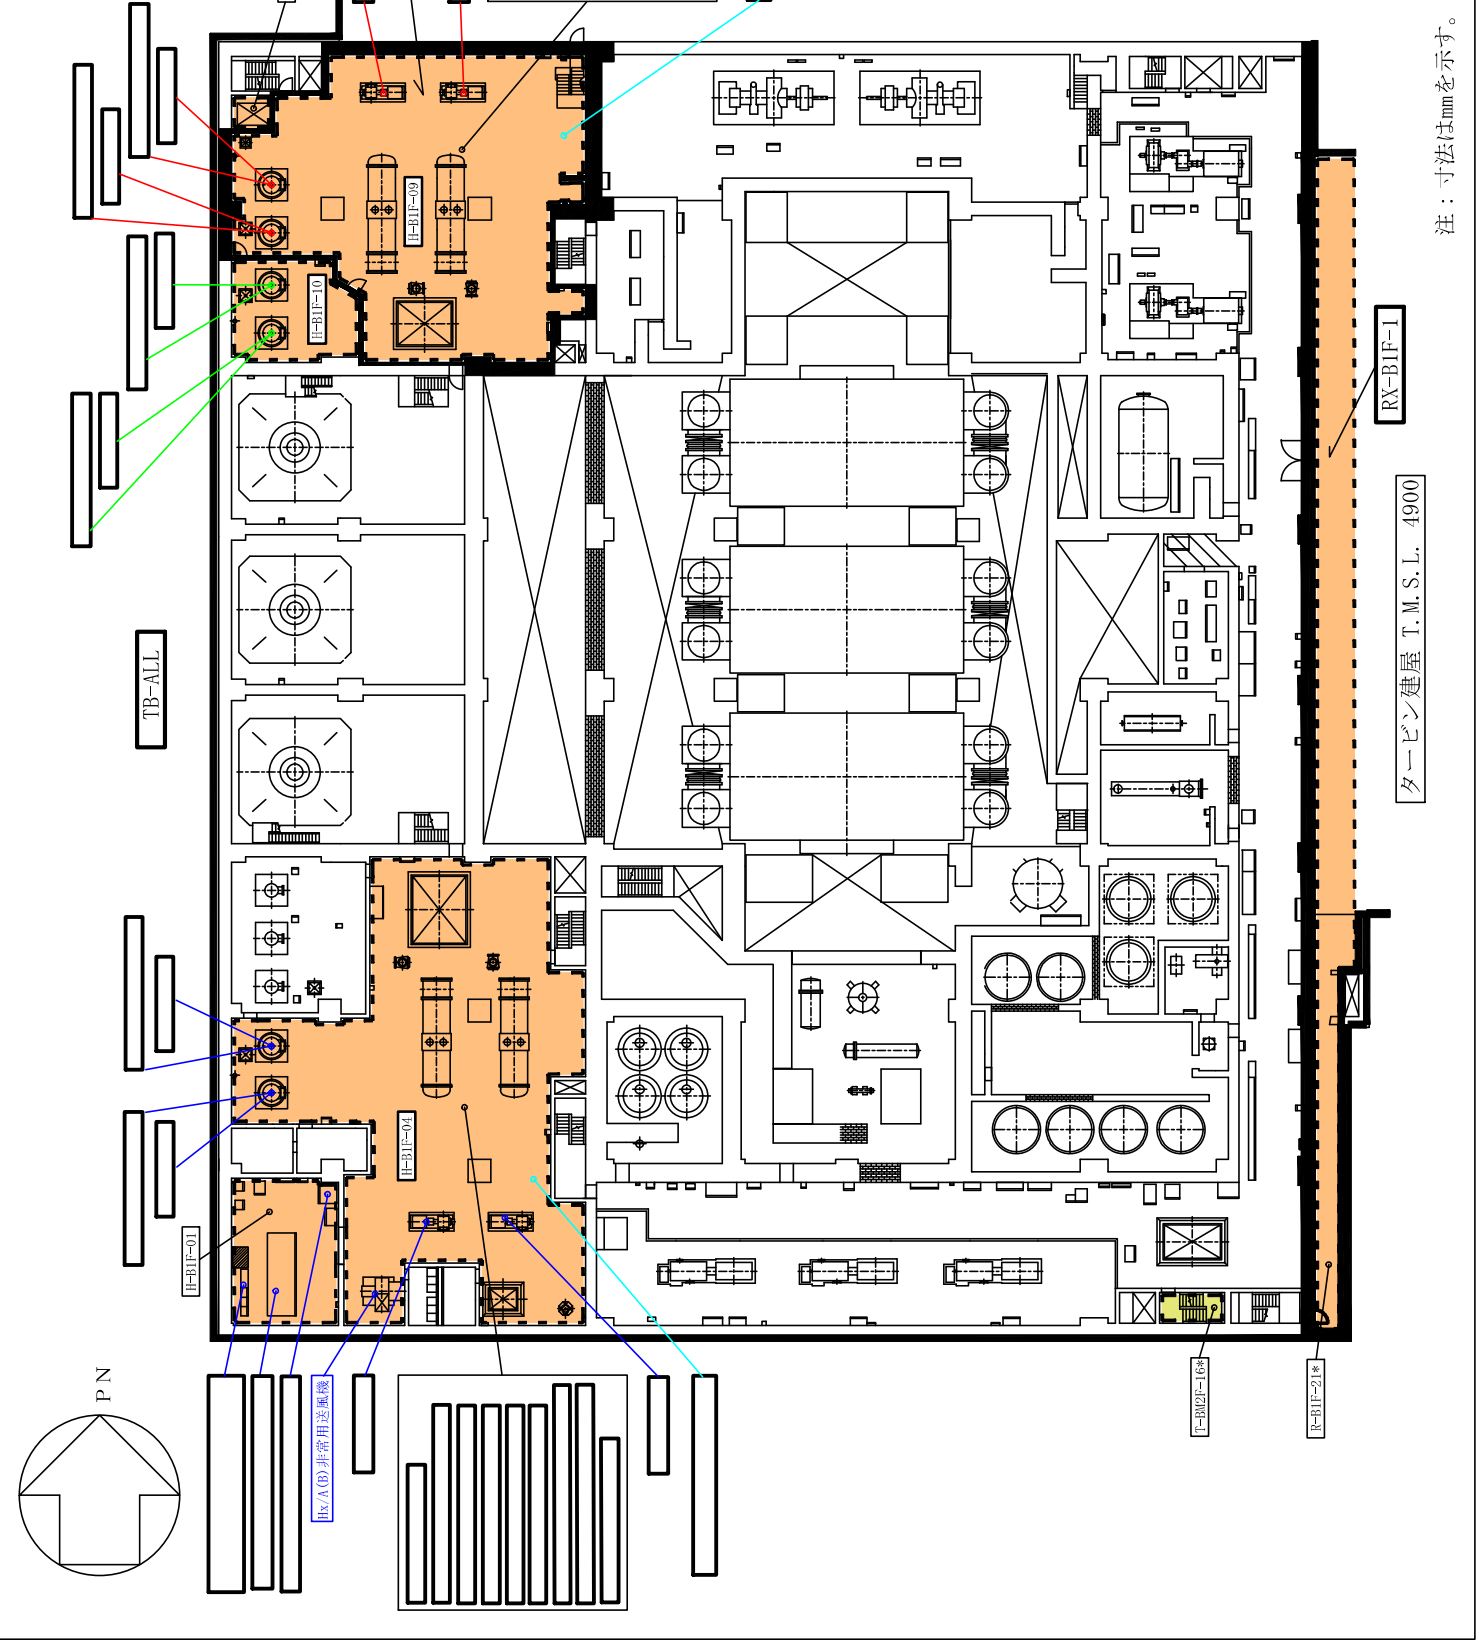 注：寸法はmmを示す。
H-B1F-09
H-B1F-10
RX-B1F-1
タービン建屋 T.M.S.L. 4900
TB-ALL
H-B1F-04
H-B1F-01
PN
Hx/A(B)非常用送風機
T-BM2F-16*
R-B1F-21*